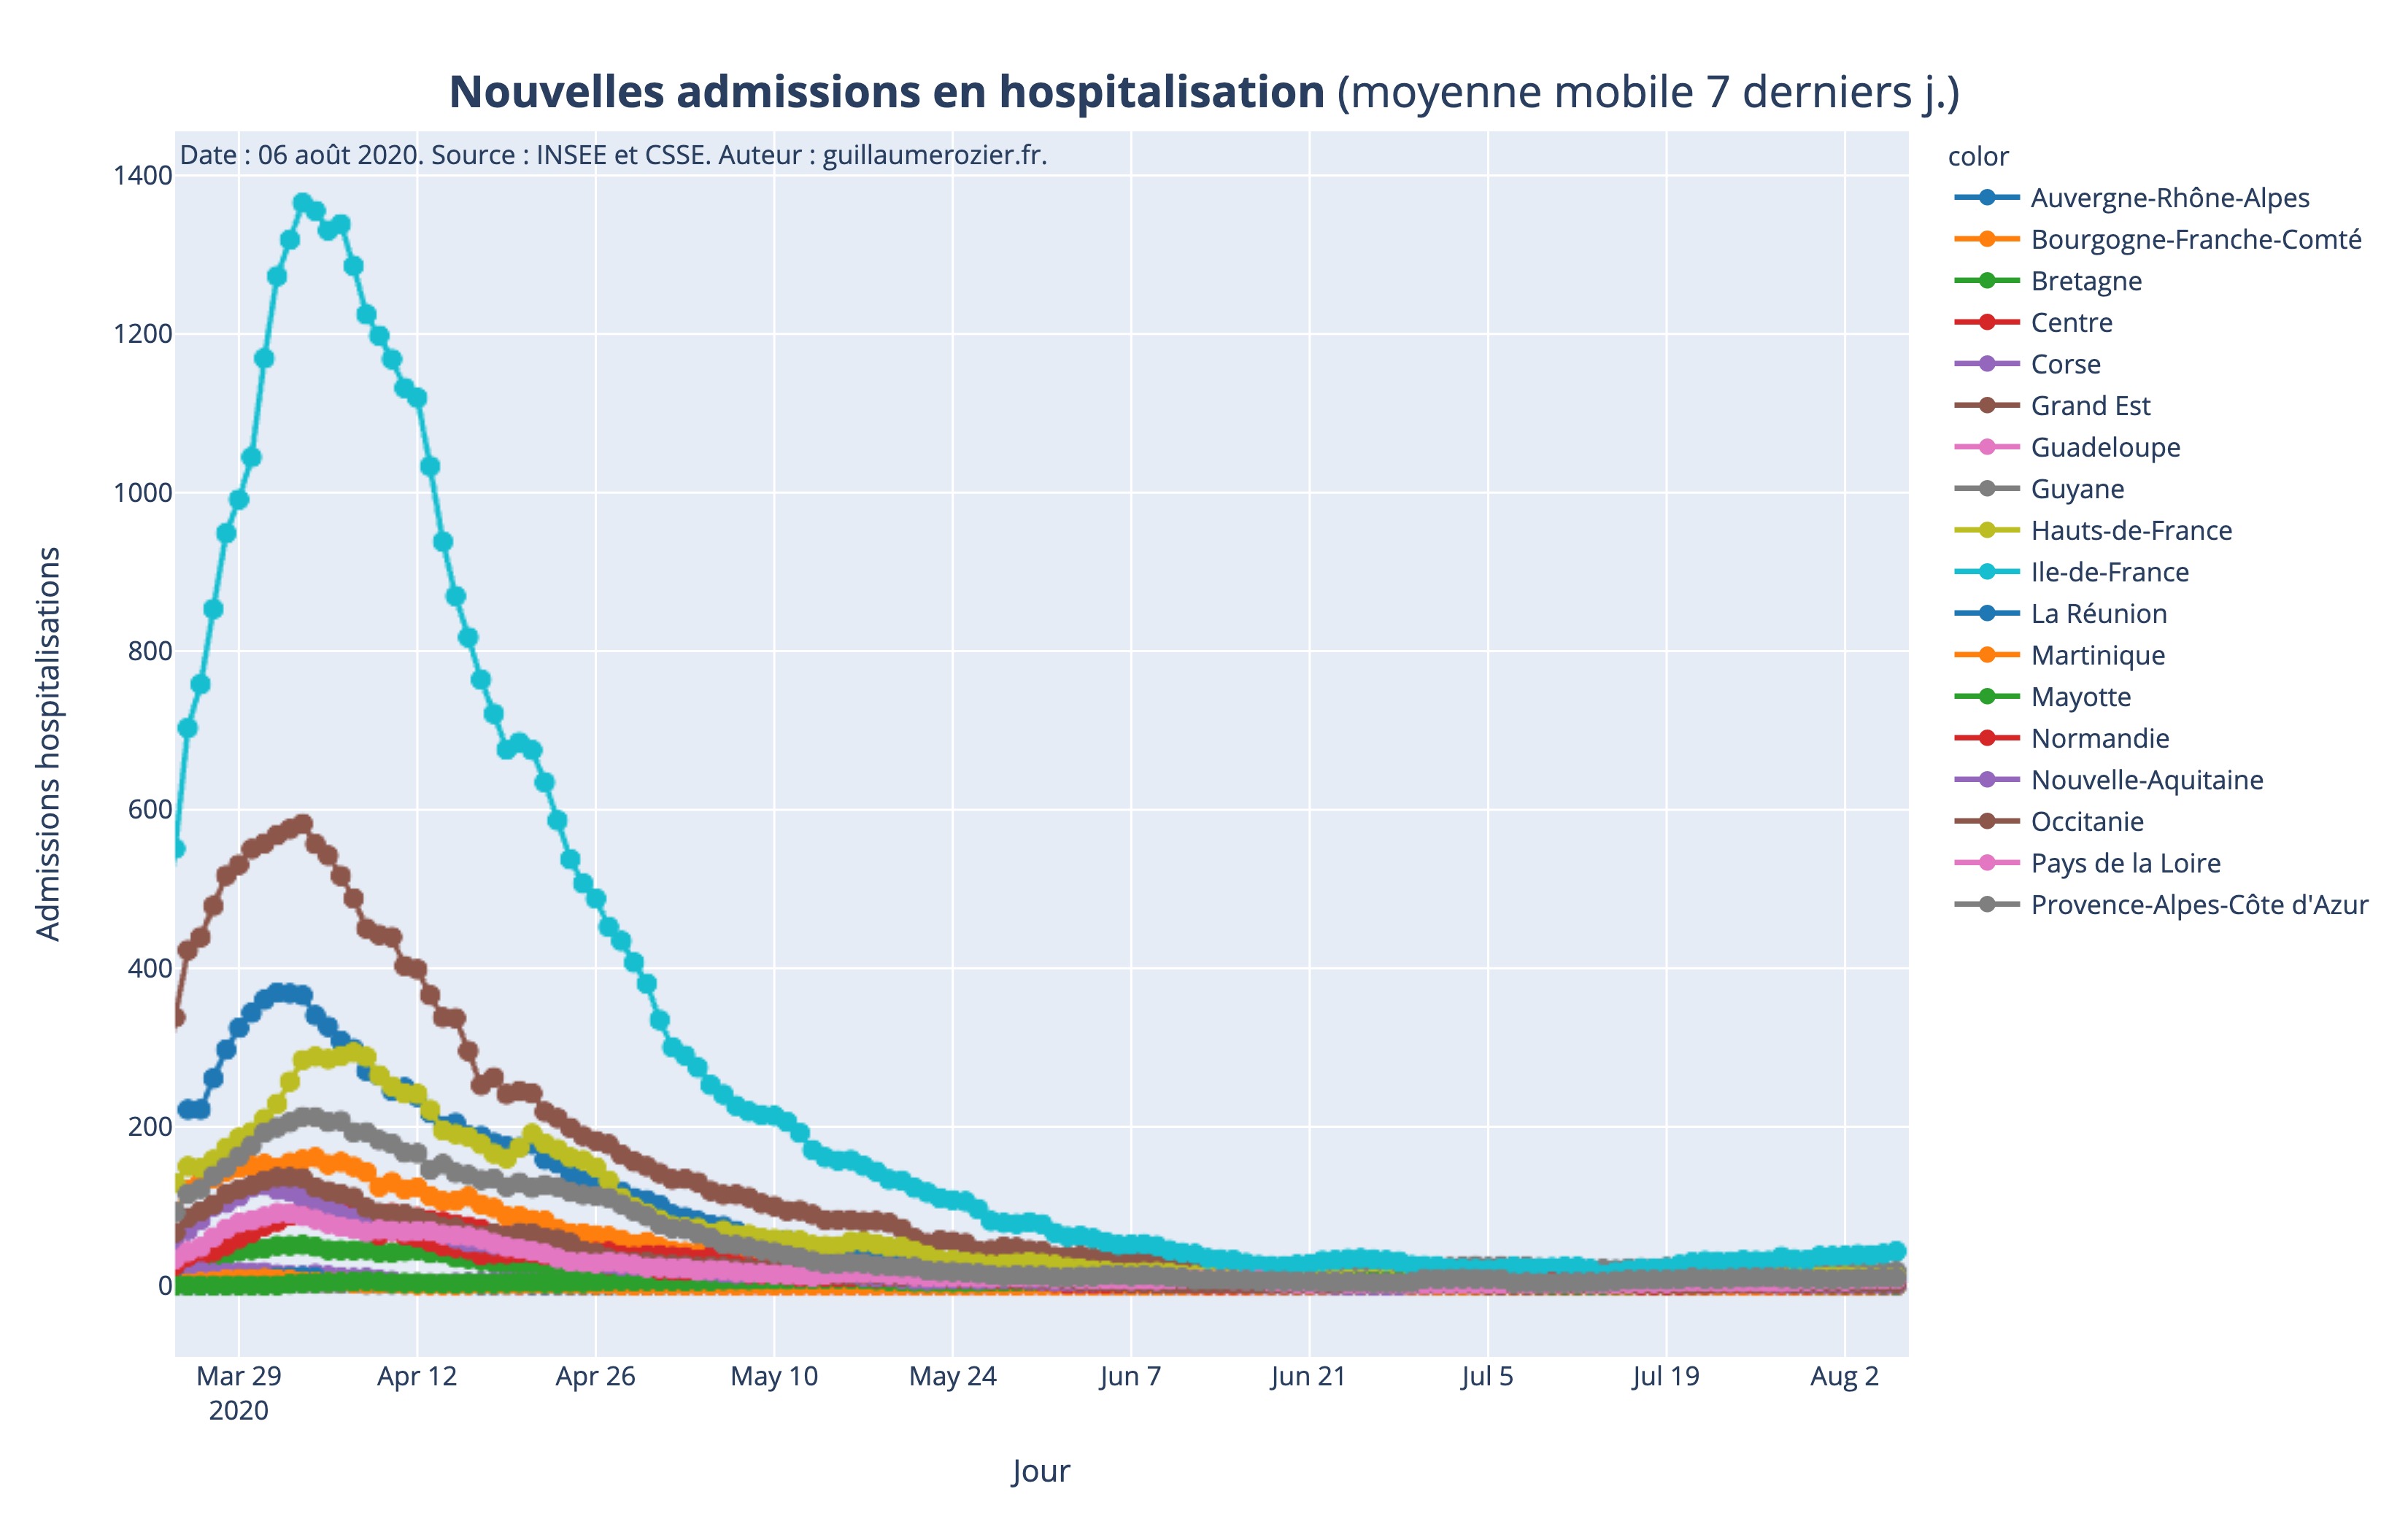 Nouvelles admissions en hospitalisation (moyenne mobile 7 derniers j.)
Date : 06 août 2020. Source : INSEE et CSSE. Auteur : guillaumerozier.fr.
1400
1200
1000
800
600
400
200
0
Admissions hospitalisations
Mar 29
2020
Apr 12
Apr 26
May 10
May 24
Jun 7
Jun 21
Jul 5
Jul 19
Aug 2
Jour
color
Auvergne-Rhône-Alpes
Bourgogne-Franche-Comté
Bretagne
Centre
Corse
Grand Est
Guadeloupe
Guyane
Hauts-de-France
Ile-de-France
La Réunion
Martinique
Mayotte
Normandie
Nouvelle-Aquitaine
Occitanie
Pays de la Loire
Provence-Alpes-Côte d'Azur